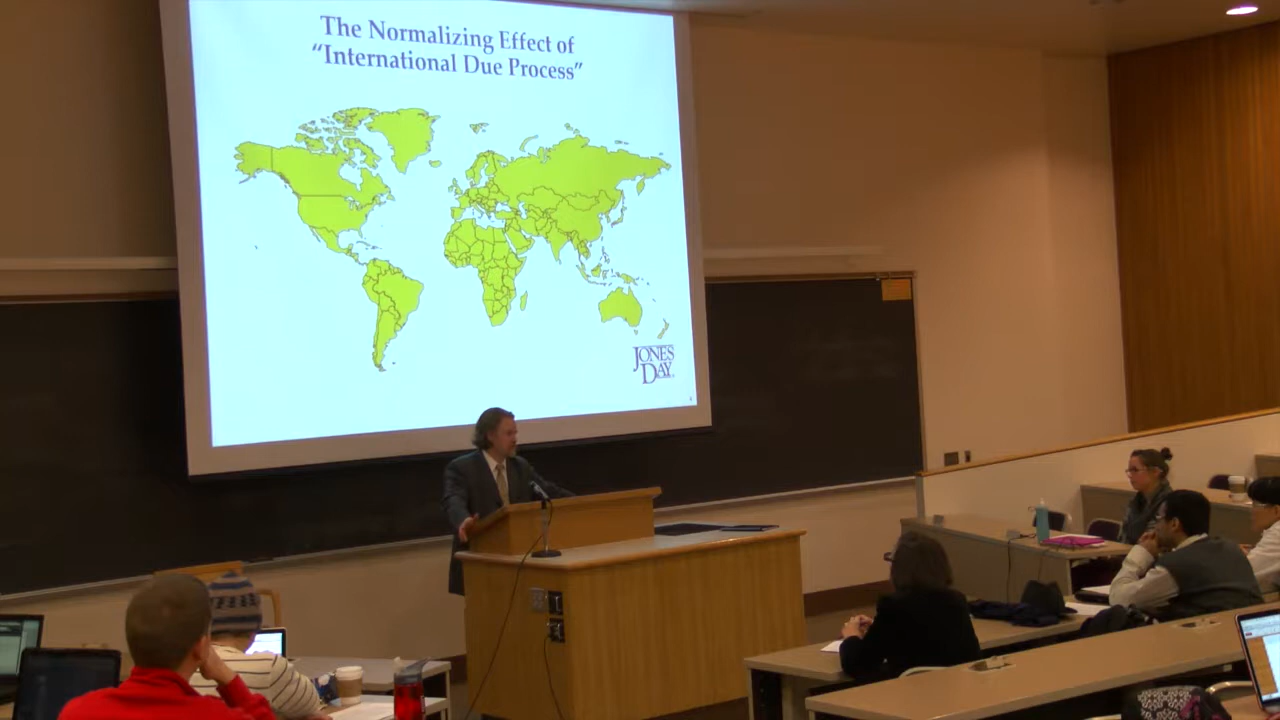 The Normalizing Effect of
“International Due Process”
JONES
DAY